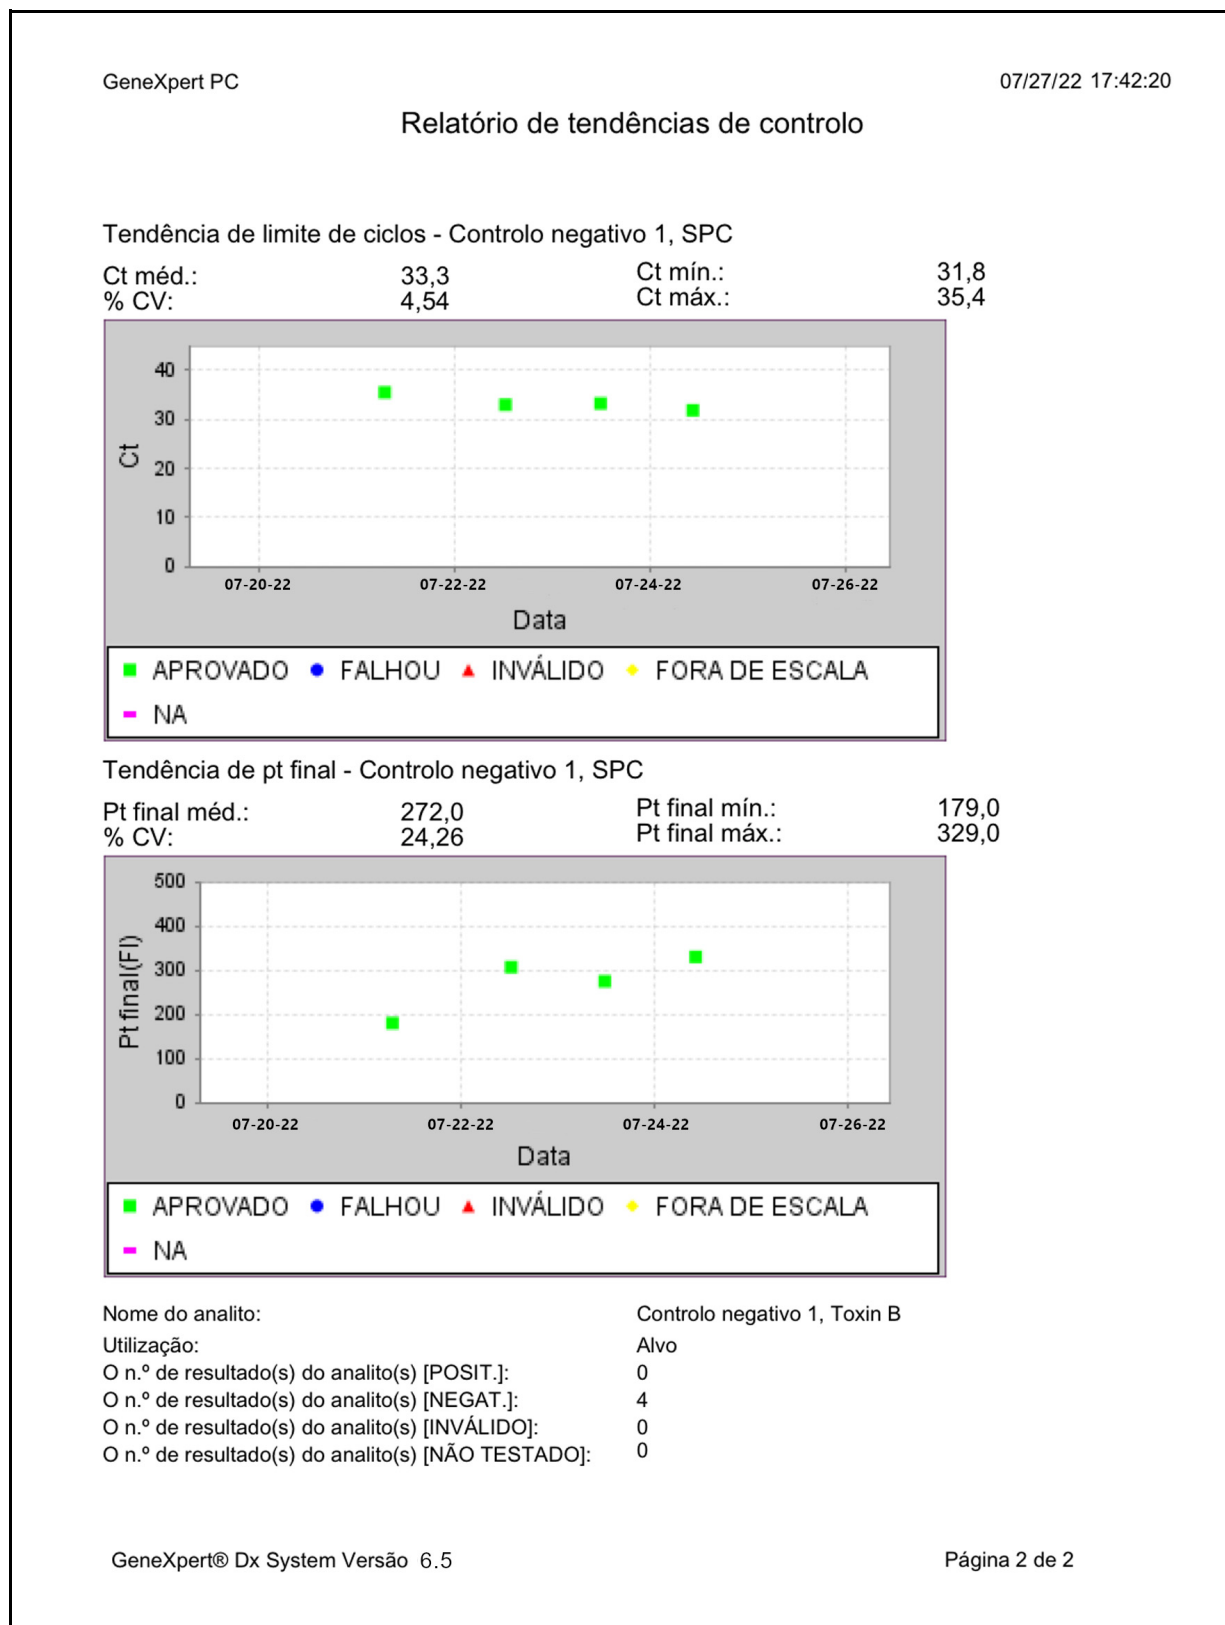 GeneXpert PC 07/27/22 17:42:20
Relatório de tendências de controlo
Tendência de limite de ciclos - Controlo negativo 1, SPC
Ct méd.: 33,3 Ct mín.: 31,8
% CV: 4,54 Ct máx.: 35,4
40
30
20
10
0
Ct
07-20-22 07-22-22 07-24-22 07-26-22
Data
APROVADO FALHOU INVÁLIDO FORA DE ESCALA
NA
Tendência de pt final - Controlo negativo 1, SPC
Pt final méd.: 272,0 Pt final mín.: 179,0
% CV: 24,26 Pt final máx.: 329,0
500
400
300
200
100
0
Pt final(Fl)
07-20-22 07-22-22 07-24-22 07-26-22
Data
APROVADO FALHOU INVÁLIDO FORA DE ESCALA
NA
Nome do analito: Controlo negativo 1, Toxin B
Utilização: Alvo
O n.º de resultado(s) do analito(s) [POSIT.]: 0
O n.º de resultado(s) do analito(s) [NEGAT.]: 4
O n.º de resultado(s) do analito(s) [INVÁLIDO]: 0
O n.º de resultado(s) do analito(s) [NÃO TESTADO]: 0
GeneXpert® Dx System Versão 6.5 Página 2 de 2